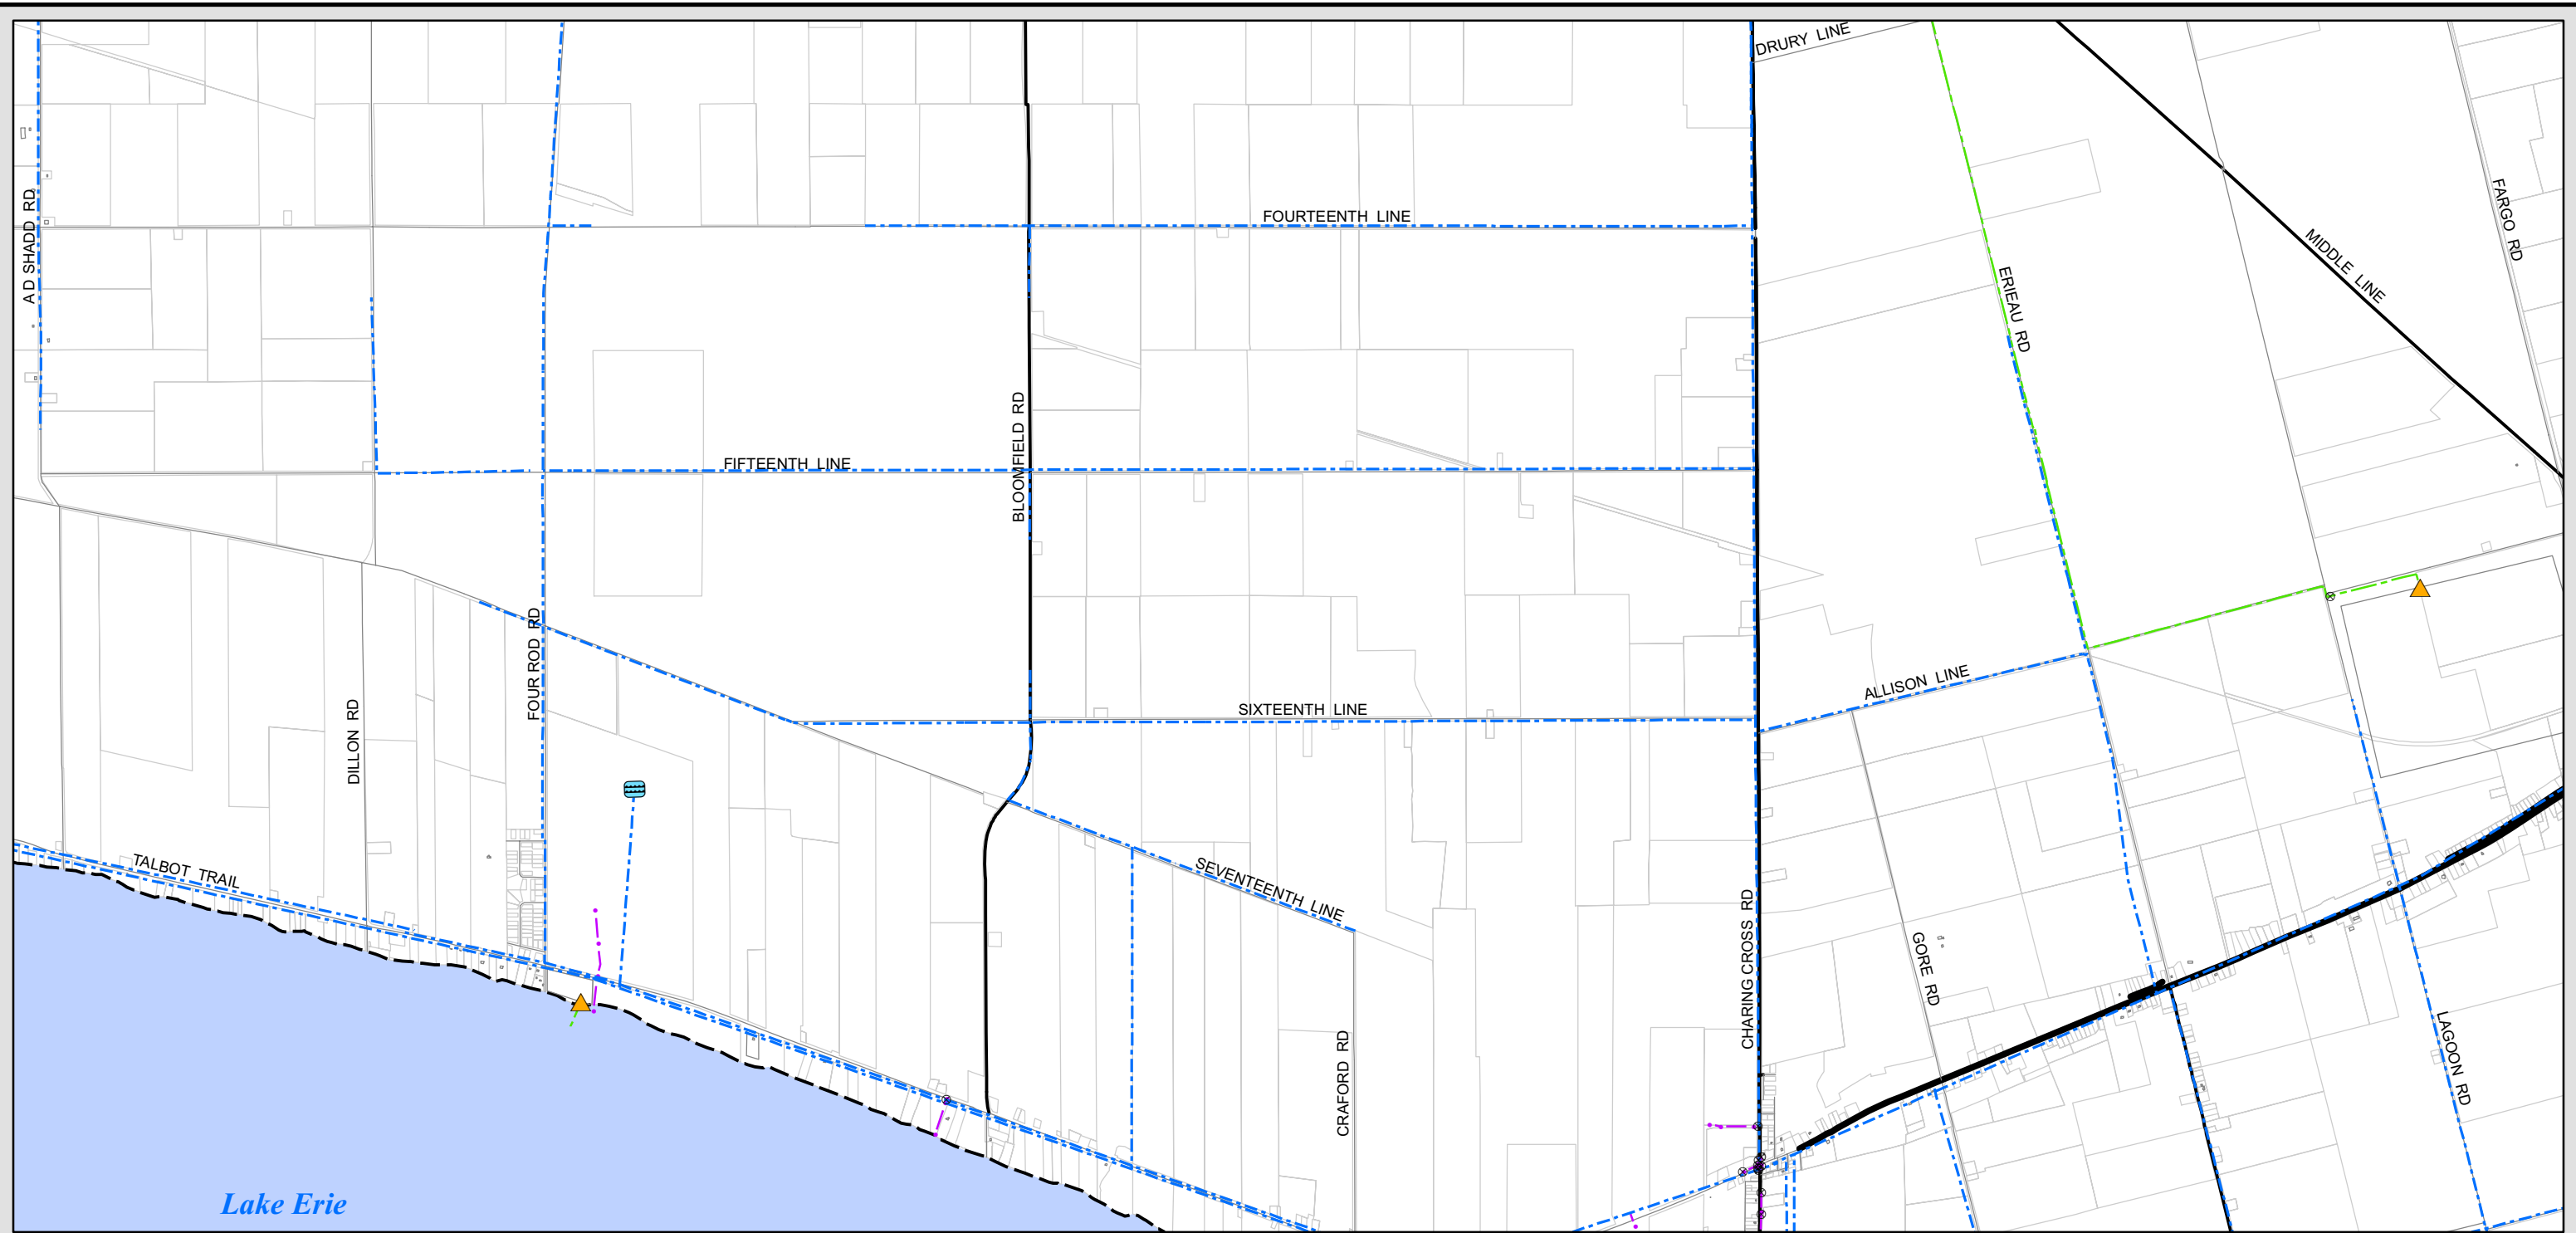 DRURY LINE
A D SHADD RD
FOURTEENTH LINE
FARGO RD
MIDDLE LINE
ERIEAU RD
BLOOMFIELD RD
FIFTEENTH LINE
FOUR ROD RD
ALLISON LINE
DILLON RD
SIXTEENTH LINE
TALBOT TRAIL
SEVENTEENTH LINE
CHARING CROSS RD
GORE RD
CRAFORD RD
LAGOON RD
Lake Erie